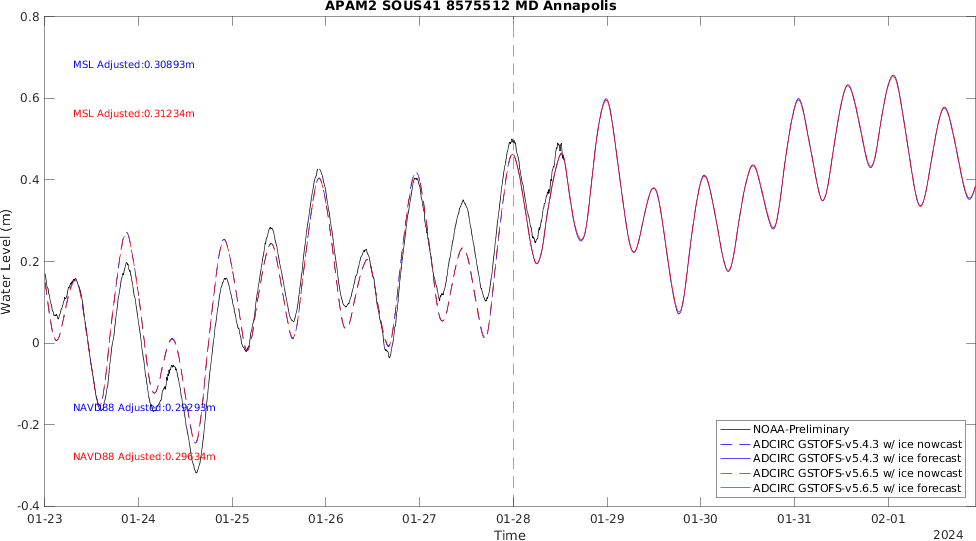 APAM2 SOUS41 8575512 MD Annapolis
0.8
0.6
0.4
0.2
0
-0.2
-0.4
Water Level (m)
MSL Adjusted:0.30893m
MSL Adjusted:0.31234m
NAVD88 Adjusted:0.29293m
NAVD88 Adjusted:0.29634m
NOAA-Preliminary
ADCIRC GSTOFS-v5.4.3 w/ ice nowcast
ADCIRC GSTOFS-v5.4.3 w/ ice forecast
ADCIRC GSTOFS-v5.6.5 w/ ice nowcast
ADCIRC GSTOFS-v5.6.5 w/ ice forecast
01-23 01-24 01-25 01-26 01-27 01-28 01-29 01-30 01-31 02-01
Time
2024